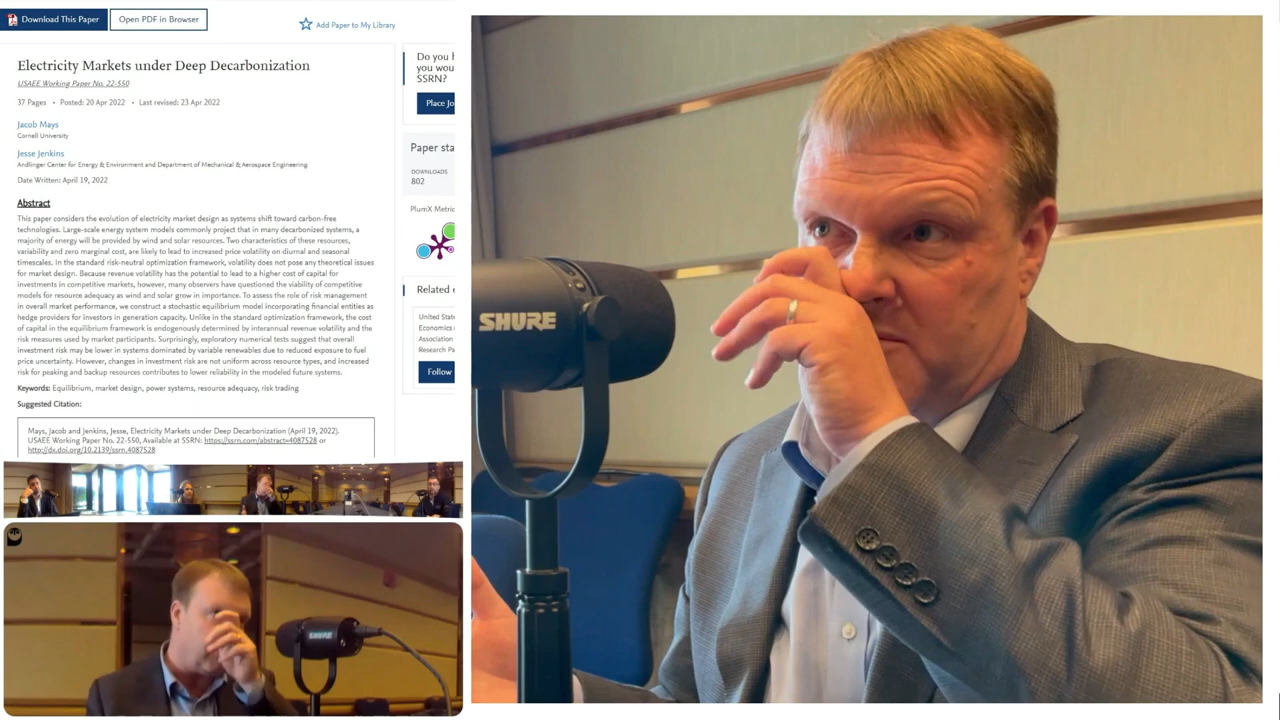 Download This Paper
Open PDF in Browser
Add Paper to My Library
Electricity Markets under Deep Decarbonization
USAEE Working Paper No. 22-550
37 Pages • Posted: 20 Apr 2022 • Last revised: 23 Apr 2022
Jacob Mays
Cornell University
Jesse Jenkins
Andlinger Center for Energy & Environment and Department of Mechanical & Aerospace Engineering
Date Written: April 19, 2022
Abstract
This paper considers the evolution of electricity market design as systems shift toward carbon-free
technologies. Large-scale energy system models commonly project that in many decarbonized systems, a
majority of energy will be provided by wind and solar resources. Two characteristics of these resources,
variability and zero marginal cost, are likely to lead to increased price volatility on diurnal and seasonal
timescales. In the standard risk-neutral optimization framework, volatility does not pose any theoretical issues
for market design. Because revenue volatility has the potential to lead to a higher cost of capital for
investments in competitive markets, however, many observers have questioned the viability of competitive
models for resource adequacy as wind and solar grow in importance. To assess the role of risk management
in overall market performance, we construct a stochastic equilibrium model incorporating financial entities as
hedge providers for investors in generation capacity. Unlike in the standard optimization framework, the cost
of capital in the equilibrium framework is endogenously determined by interannual revenue volatility and the
risk measures used by market participants. Surprisingly, exploratory numerical tests suggest that overall
investment risk may be lower in systems dominated by variable renewables due to reduced exposure to fuel
price uncertainty. However, changes in investment risk are not uniform across resource types, and increased
risk for peaking and backup resources contributes to lower reliability in the modeled future systems.
Keywords: Equilibrium, market design, power systems, resource adequacy, risk trading
Suggested Citation:
Mays, Jacob and Jenkins, Jesse, Electricity Markets under Deep Decarbonization (April 19, 2022).
USAEE Working Paper No. 22-550, Available at SSRN: https://ssrn.com/abstract=4087528 or
http://dx.doi.org/10.2139/ssrn.4087528
Do you h
you wou
SSRN?
Place Jo
Paper sta
DOWNLOADS
802
PlumX Metric
Related e
United State
Economics
Association
Research Pa
Follow
SHURE
SHURE